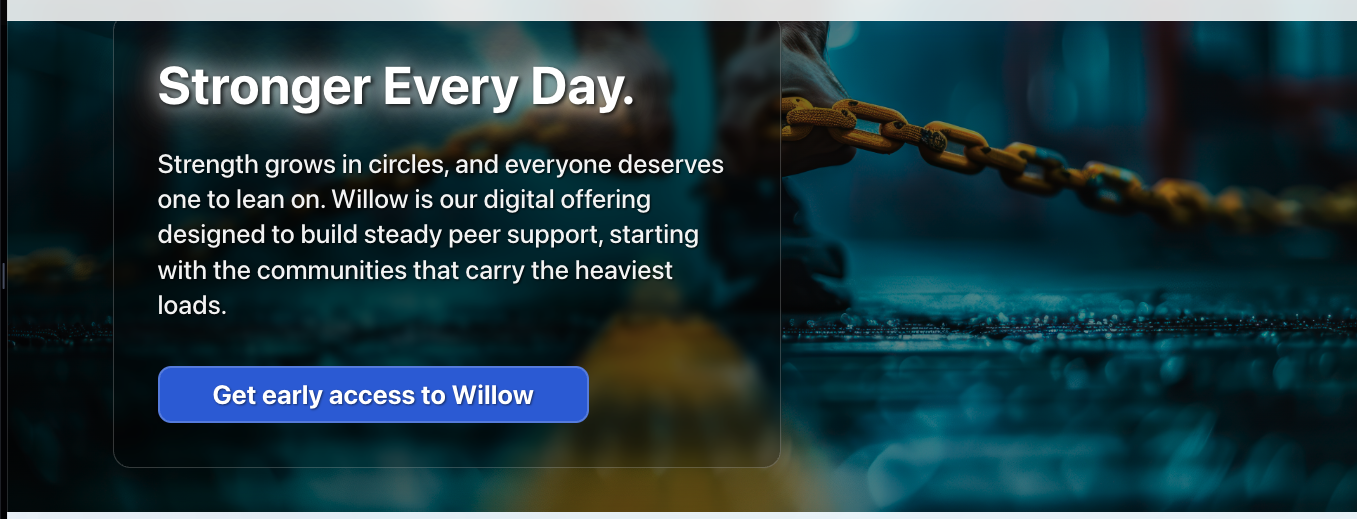 Stronger Every Day.
Strength grows in circles, and everyone deserves
one to lean on. Willow is our digital offering
designed to build steady peer support, starting
with the communities that carry the heaviest
loads.
Get early access to Willow